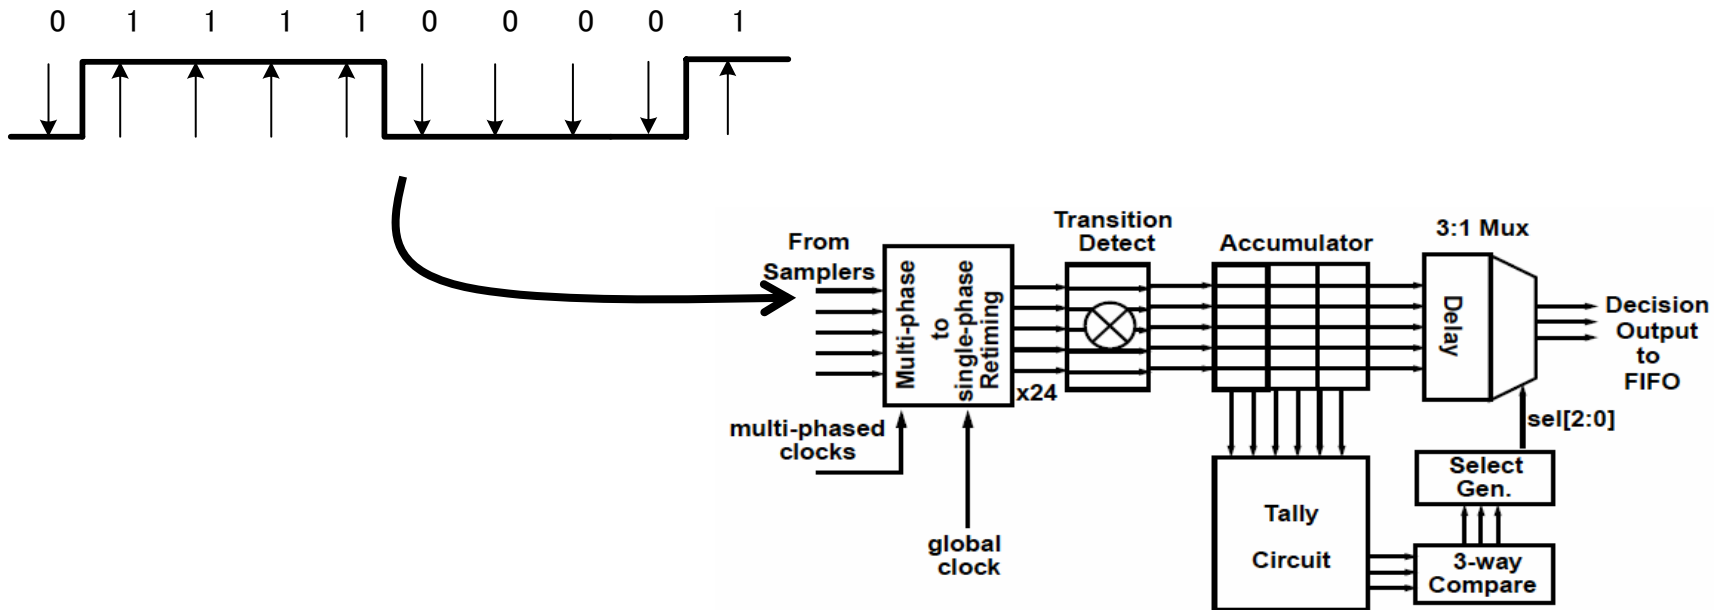 0 1 1 1 1 0 0 0 0 1
From
Samplers
Multi-phase
to
single-phase
Retiming
x24
multi-phased
clocks
global
clock
Transition
Detect
Accumulator
3:1 Mux
Delay
Decision
Output
to
FIFO
sel[2:0]
Select
Gen.
Tally
Circuit
3-way
Compare